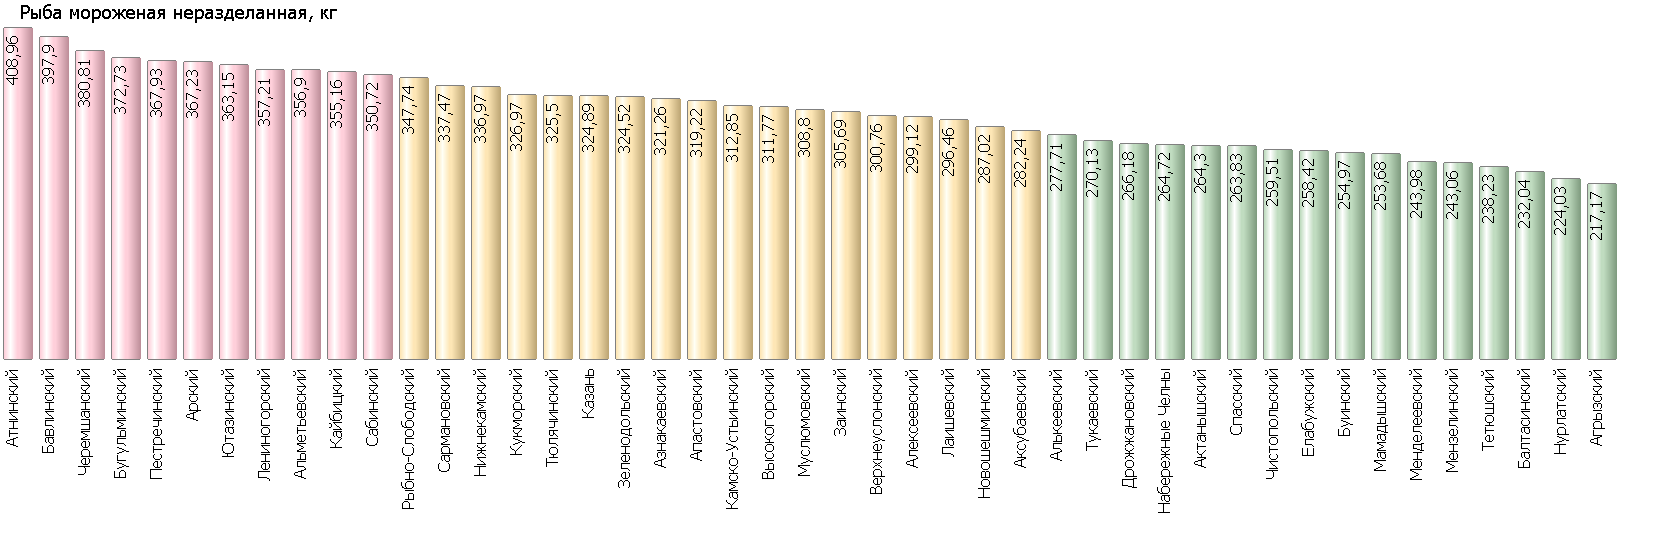 Рыба мороженая неразделанная, кг
408,96
397,9
380,81
372,73
367,93
367,23
363,15
357,21
356,9
355,16
350,72
347,74
337,47
336,97
326,97
325,5
324,89
324,52
321,26
319,22
312,85
311,77
308,8
305,69
300,76
299,12
296,46
287,02
282,24
277,71
270,13
266,18
264,72
264,3
263,83
259,51
258,42
254,97
253,68
243,98
243,06
238,23
232,04
224,03
217,17
Атнинский
Бавлинский
Черемшанский
Бугульминский
Пестречинский
Арский
Ютазинский
Лениногорский
Альметьевский
Кайбицкий
Сабинский
Рыбно-Слободский
Сармановский
Нижнекамский
Кукморский
Тюлячинский
Казань
Зеленодольский
Азнакаевский
Апастовский
Камско-Устьинский
Высокогорский
Муслюмовский
Заинский
Верхнеуслонский
Алексеевский
Лаишевский
Новошешминский
Аксубаевский
Алькеевский
Тукаевский
Дрожжановский
Набережные Челны
Актанышский
Спасский
Чистопольский
Елабужский
Буинский
Мамадышский
Менделеевский
Мензелинский
Тетюшский
Балтасинский
Нурлатский
Агрызский